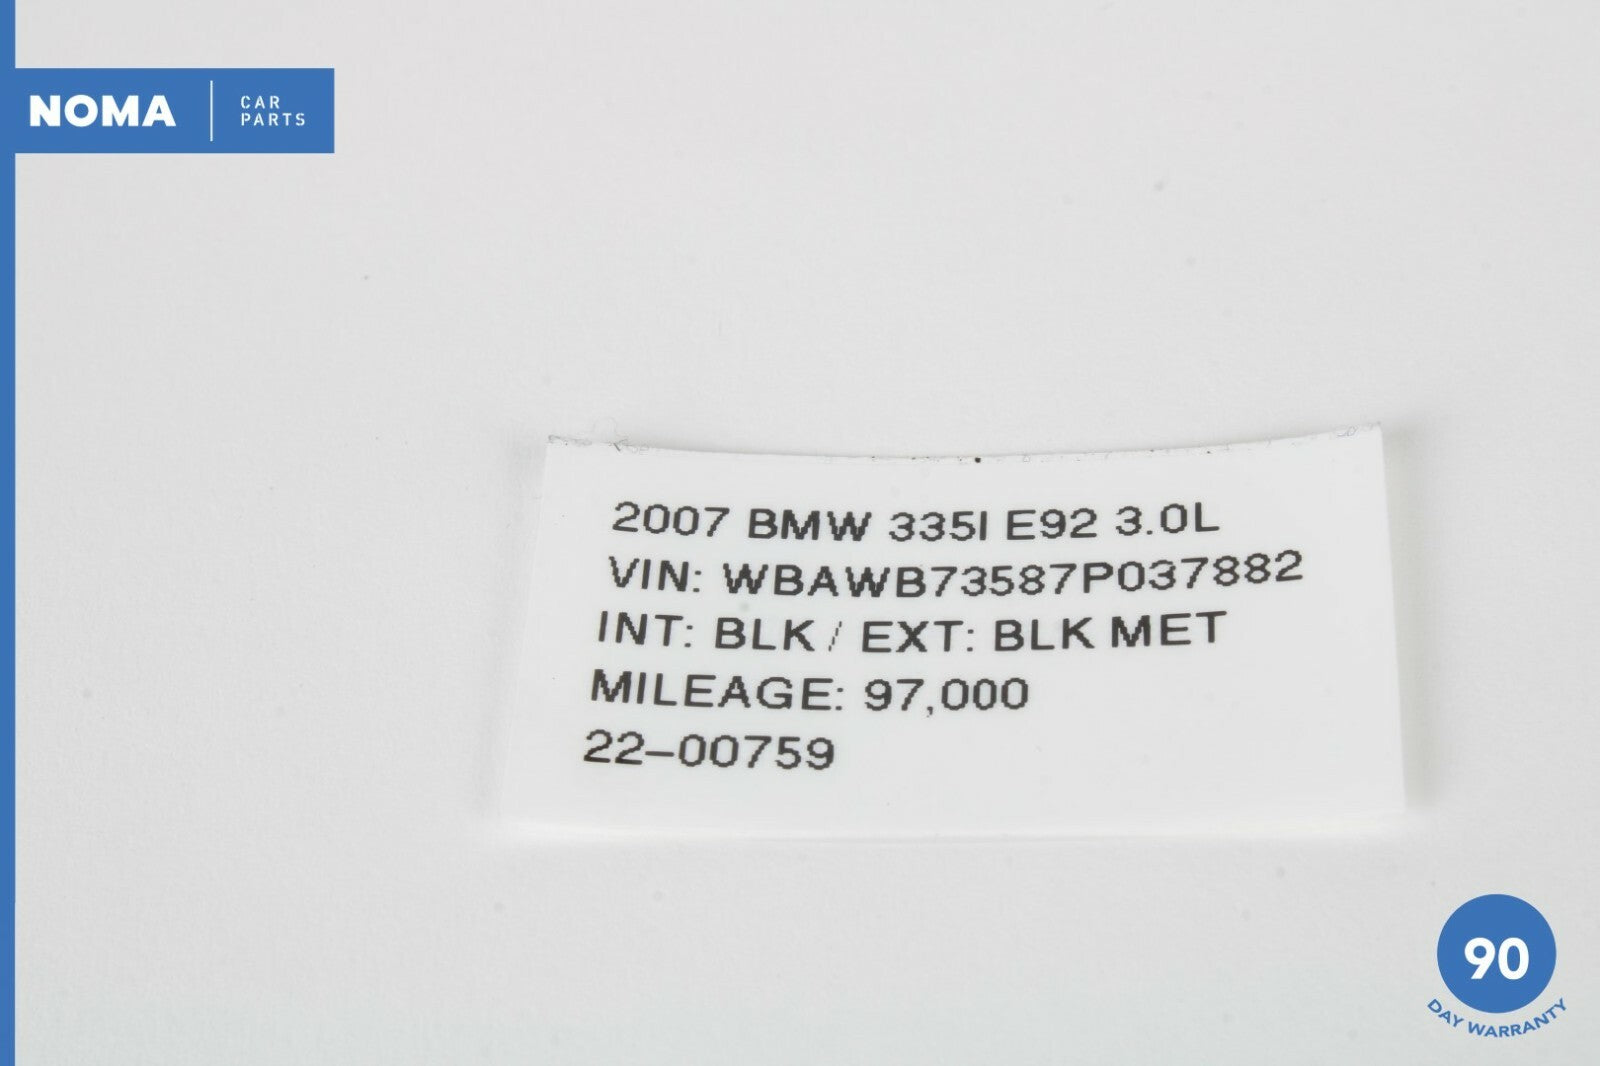 NOMA
CAR
PARTS
2007 BMW 335I E92 3.0L
VIN: WBAWB73587P037882
INT: BLK / EXT: BLK MET
MILEAGE: 97,000
22-00759
90
DAY WARRANTY